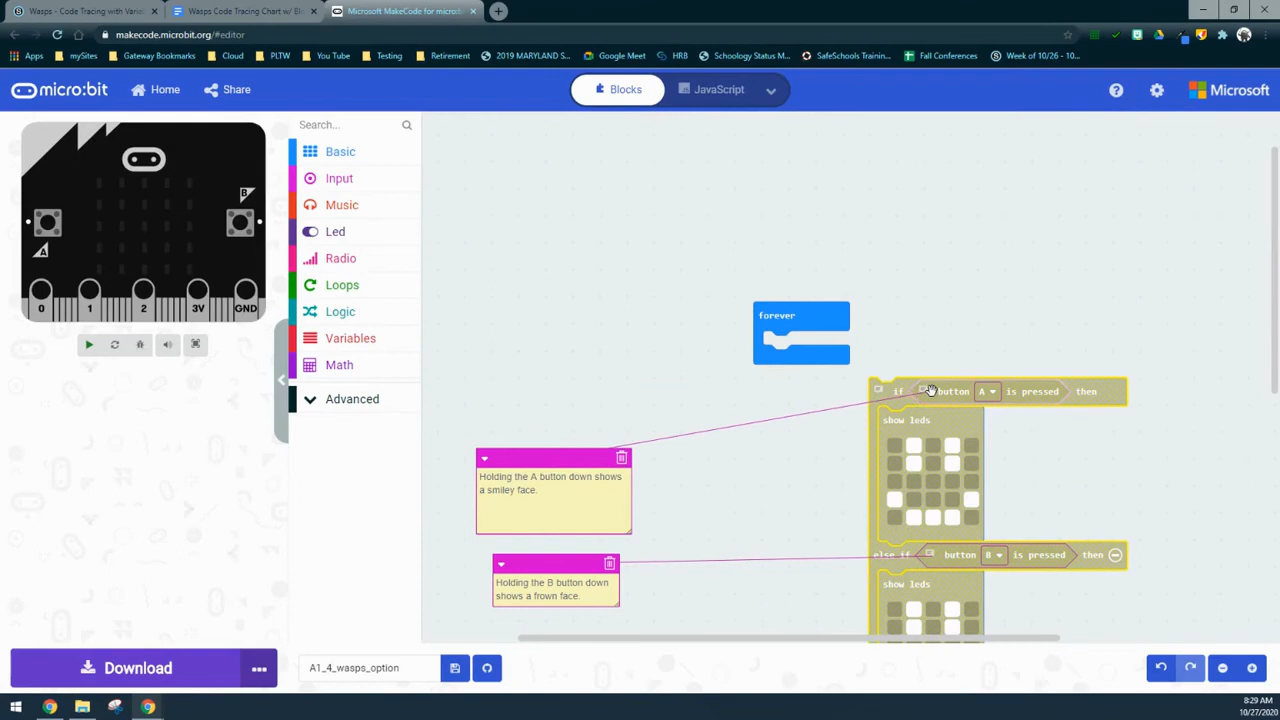 Wasps - Code Tracing with Vari
Wasps Code Tracing Chart w/ Ble
Microsoft MakeCode for micro:
makecode.microbit.org/#editor
Apps
mySites
Gateway Bookmarks
Cloud
PLTW
You Tube
Testing
Retirement
2019 MARYLAND S...
Google Meet
HRB
Schoology Status M...
SafeSchools Trainin...
Fall Conferences
Week of 10/26 - 10...
micro:bit
Home
Share
Blocks
JavaScript
Microsoft
Search...
Basic
Input
Music
Led
Radio
Loops
Logic
Variables
Math
Advanced
A
B
0 1 2 3V GND
forever
if button A is pressed then
show leds
else if button B is pressed then
show leds
Holding the A button down shows
a smiley face.
Holding the B button down
shows a frown face.
Download
A1_4_wasps_option
8:29 AM
10/27/2020